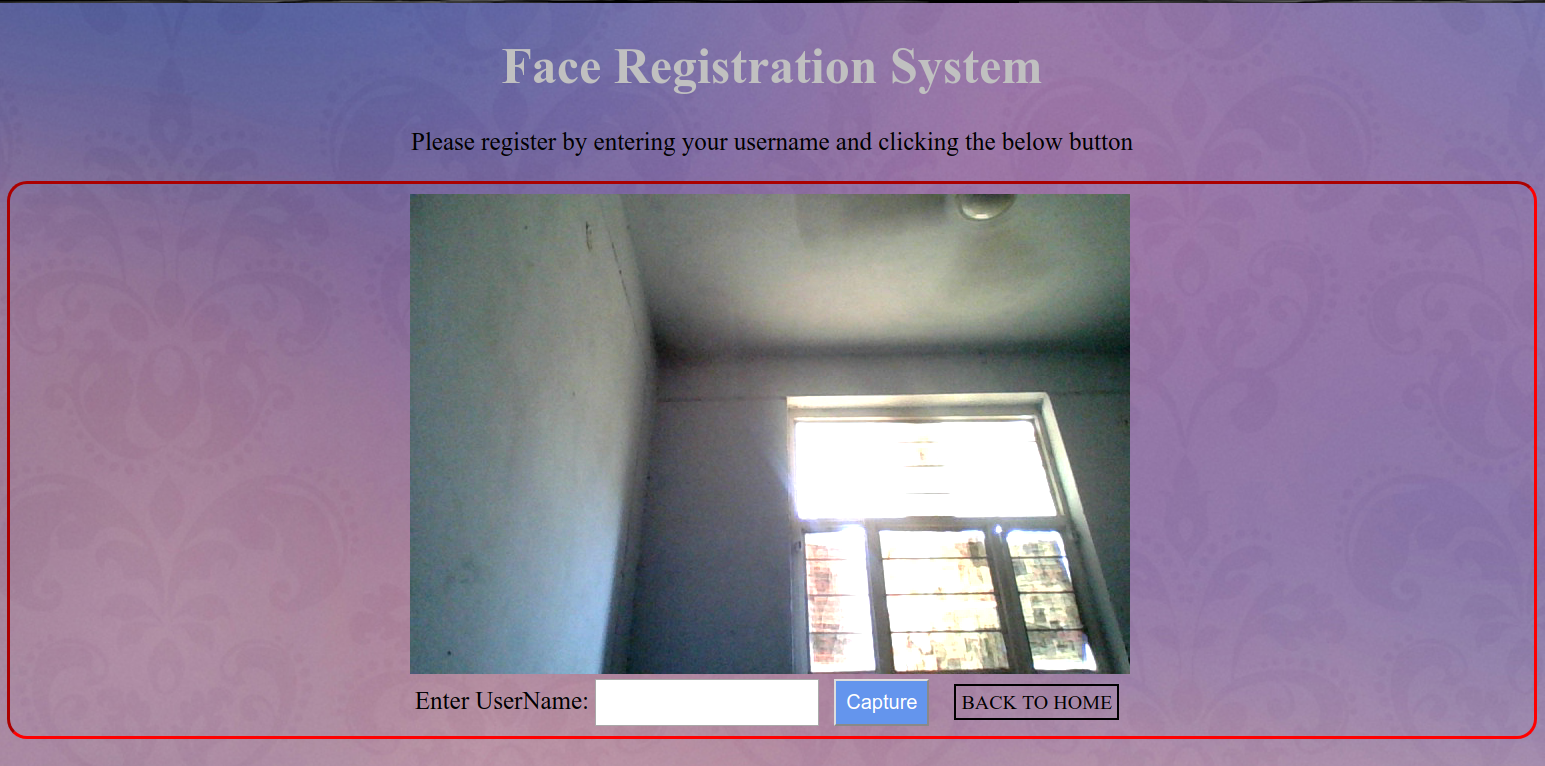 Face Registration System
Please register by entering your username and clicking the below button
Enter UserName: Capture BACK TO HOME